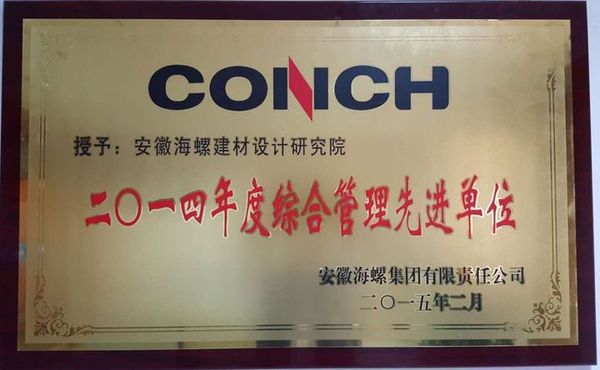 CONCH
授予：安徽海螺建材设计研究院
二〇一四年度综合管理先进单位
安徽海螺集团有限责任公司
二〇一五年二月